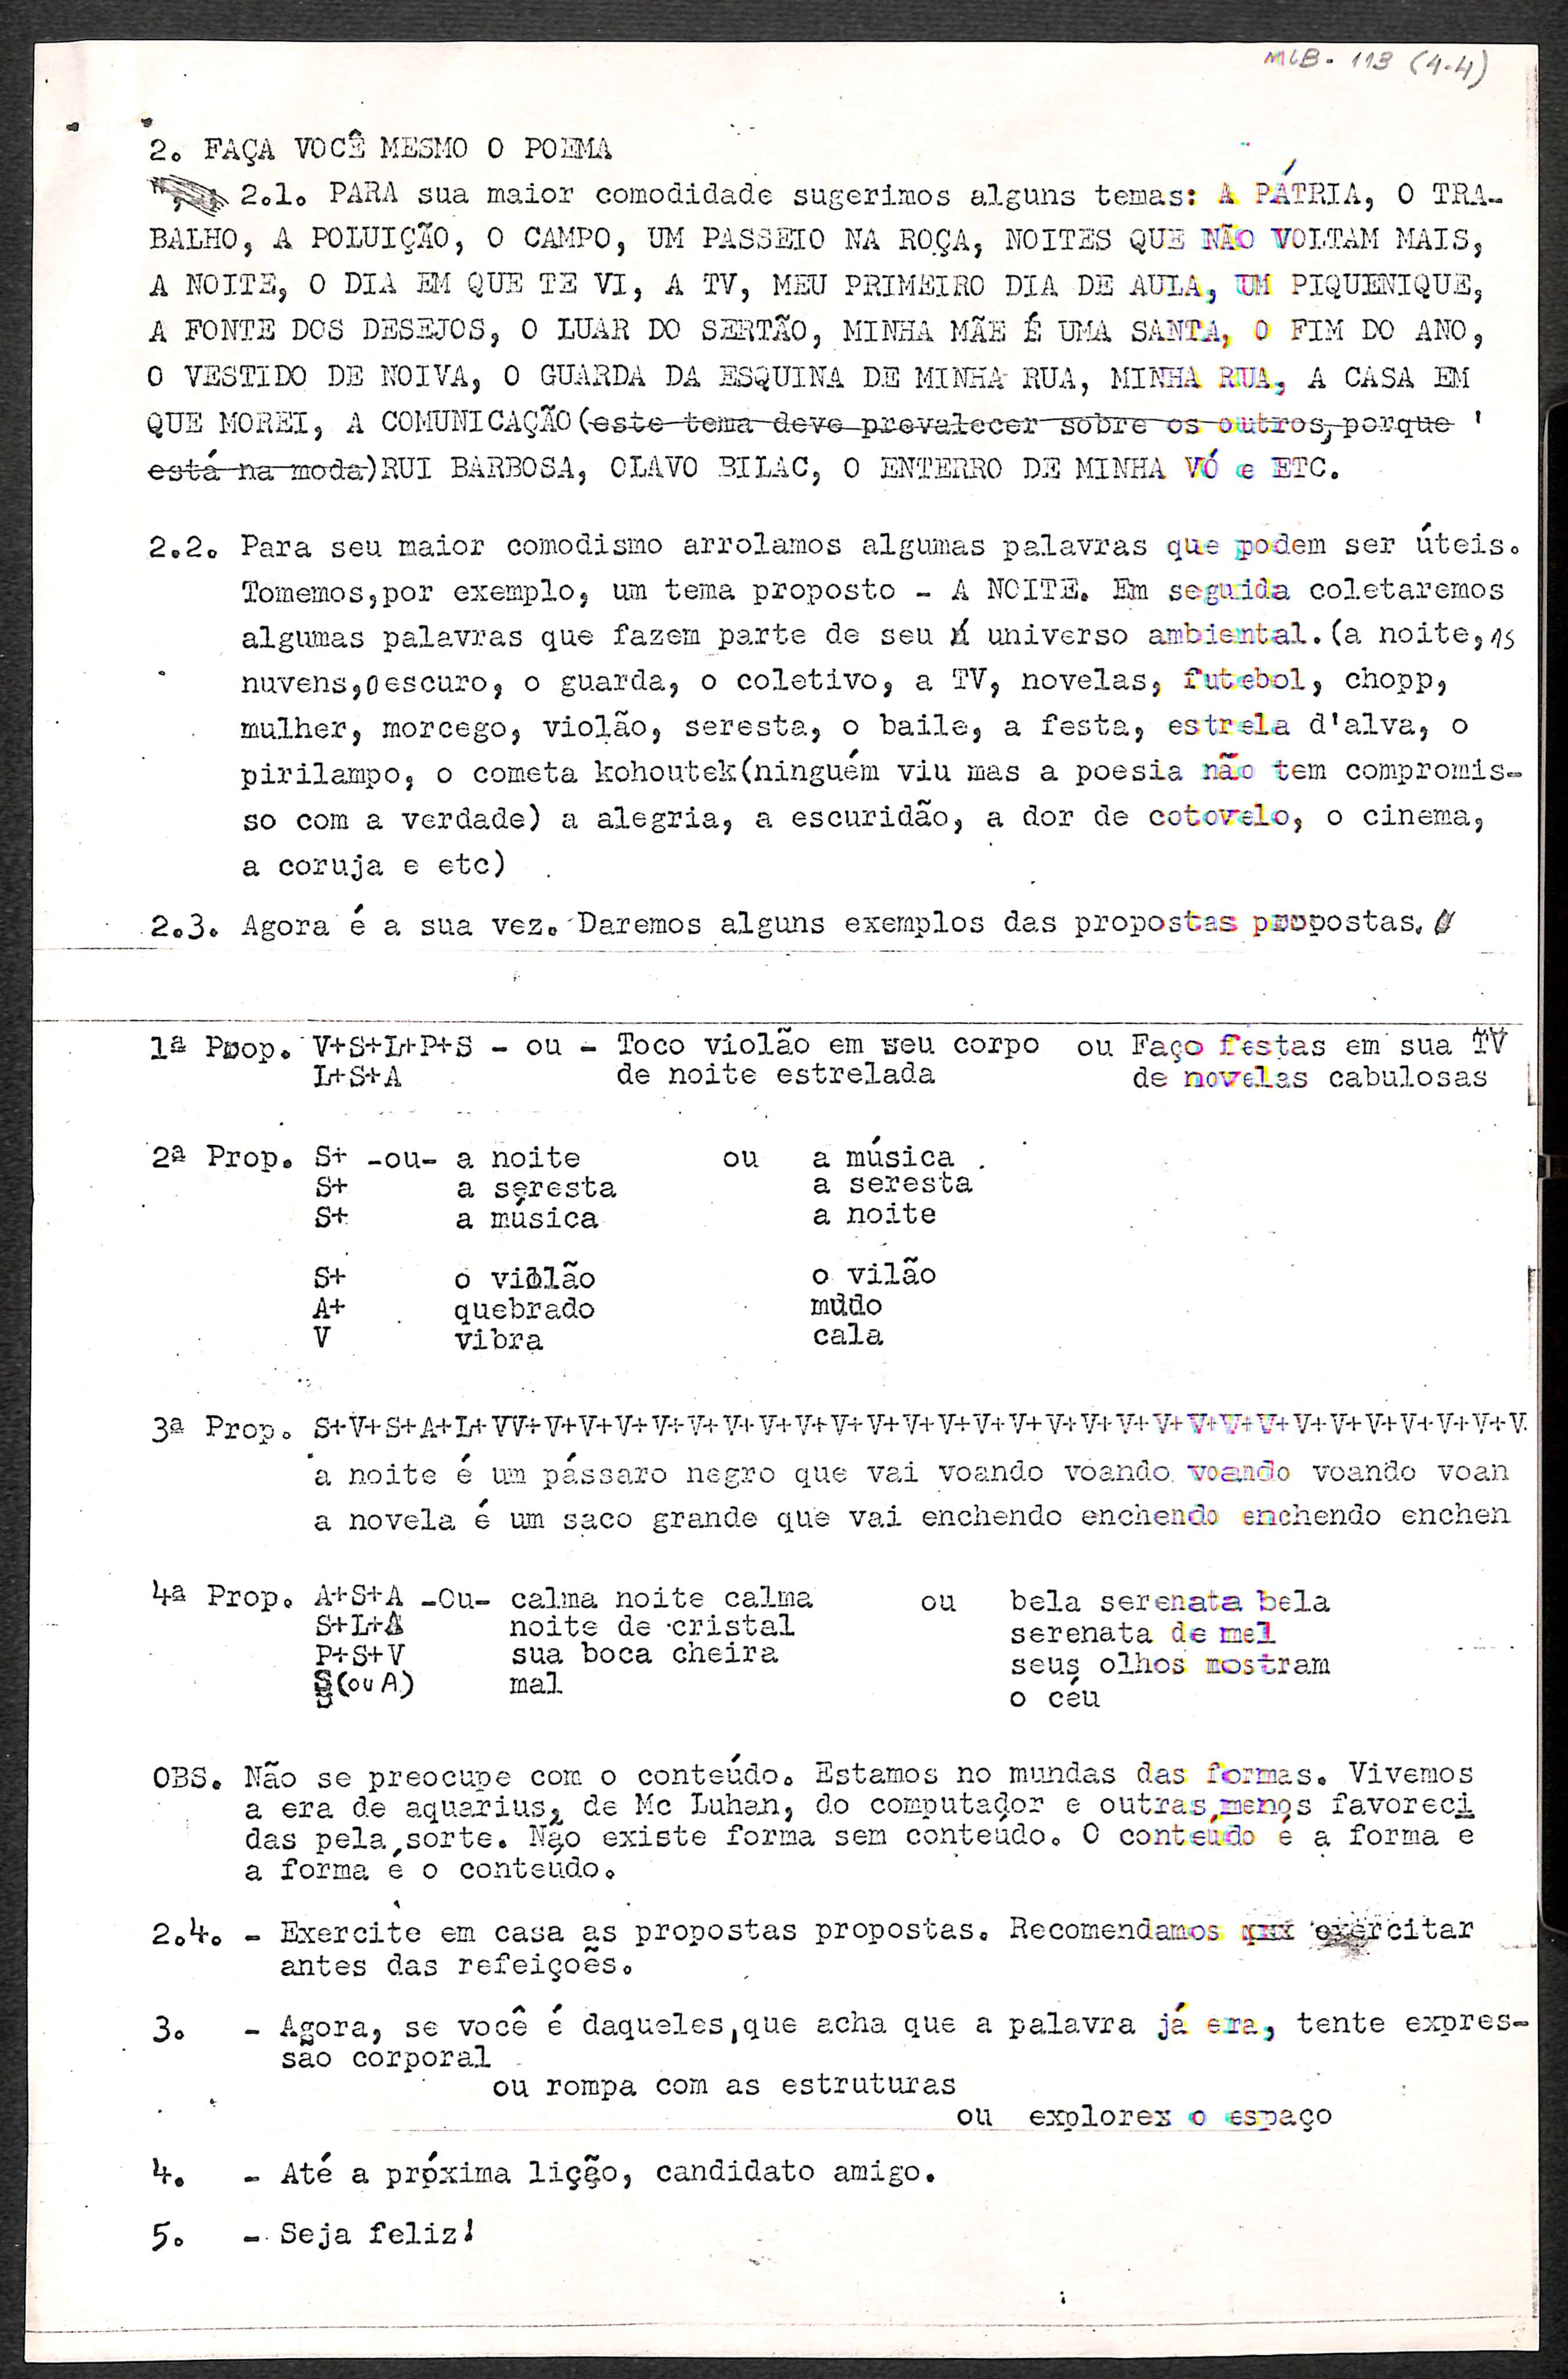 MLB - 113 (4-4)
2. FAÇA VOCÊ MESMO O POEMA
2.1. PARA sua maior comodidade sugerimos alguns temas: A PÁTRIA, O TRA-
BALHO, A POLUIÇÃO, O CAMPO, UM PASSEIO NA ROÇA, NOITES QUE NÃO VOLTAM MAIS,
A NOITE, O DIA EM QUE TE VI, A TV, MEU PRIMEIRO DIA DE AULA, UM PIQUENIQUE,
A FONTE DOS DESEJOS, O LUAR DO SERTÃO, MINHA MÃE É UMA SANTA, O FIM DO ANO,
O VESTIDO DE NOIVA, O GUARDA DA ESQUINA DE MINHA RUA, MINHA RUA, A CASA EM
QUE MOREI, A COMUNICAÇÃO(este tema deve prevalecer sobre os outros, porque '
está na moda)RUI BARBOSA, OLAVO BILAC, O ENTERRO DE MINHA VÓ e ETC.
2.2. Para seu maior comodismo arrolamos algumas palavras que podem ser úteis.
Tomemos,por exemplo, um tema proposto - A NOITE. Em seguida coletaremos
algumas palavras que fazem parte de seu universo ambiental.(a noite, as
nuvens,o escuro, o guarda, o coletivo, a TV, novelas, futebol, chopp,
mulher, morcego, violão, seresta, o baile, a festa, estrela d'alva, o
pirilampo, o cometa kohoutek(ninguém viu mas a poesia não tem compromis-
so com a verdade) a alegria, a escuridão, a dor de cotovelo, o cinema,
a coruja e etc)
2.3. Agora é a sua vez. Daremos alguns exemplos das propostas propostas.
1ª Prop. V+S+L+P+S - ou - Toco violão em seu corpo ou Faço festas em sua TV
L+S+A de noite estrelada de novelas cabulosas
2ª Prop. S+ -ou- a noite ou a música
S+ a seresta a seresta
S+ a música a noite
S+ o violão o vilão
A+ quebrado mudo
V vibra cala
3ª Prop. S+V+S+A+L+VV+V+V+V+V+V+V+V+V+V+V+V+V+V+V+V+V+V+V+V+V+V+V+V+V+V+V+V+V.
a noite é um pássaro negro que vai voando voando voando voando voan
a novela é um saco grande que vai enchendo enchendo enchendo enchen
4ª Prop. A+S+A -Ou- calma noite calma ou bela serenata bela
S+L+S noite de cristal serenata de mel
P+S+V sua boca cheira seus olhos mostram
S(ou A) mal o céu
OBS. Não se preocupe com o conteúdo. Estamos no mundas das formas. Vivemos
a era de aquarius, de Mc Luhan, do computador e outras menos favoreci
das pela sorte. Não existe forma sem conteúdo. O conteúdo é a forma e
a forma é o conteúdo.
2.4. - Exercite em casa as propostas propostas. Recomendamos xxx exercitar
antes das refeições.
3. - Agora, se você é daqueles,que acha que a palavra já era, tente expres-
são corporal
ou rompa com as estruturas
ou explorex o espaço
4. - Até a próxima lição, candidato amigo.
5. - Seja feliz!